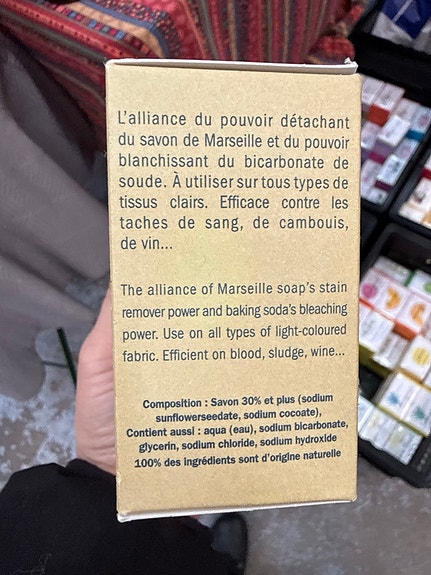 L'alliance du pouvoir détachant
du savon de Marseille et du pouvoir
blanchissant du bicarbonate de
soude. À utiliser sur tous types de
tissus clairs. Efficace contre les
taches de sang, de cambouis,
de vin...
The alliance of Marseille soap's stain
remover power and baking soda's bleaching
power. Use on all types of light-coloured
fabric. Efficient on blood, sludge, wine...
Composition : Savon 30% et plus (sodium
sunflowerseedate, sodium cocoate),
Contient aussi : aqua (eau), sodium bicarbonate,
glycerin, sodium chloride, sodium hydroxide
100% des ingrédients sont d'origine naturelle